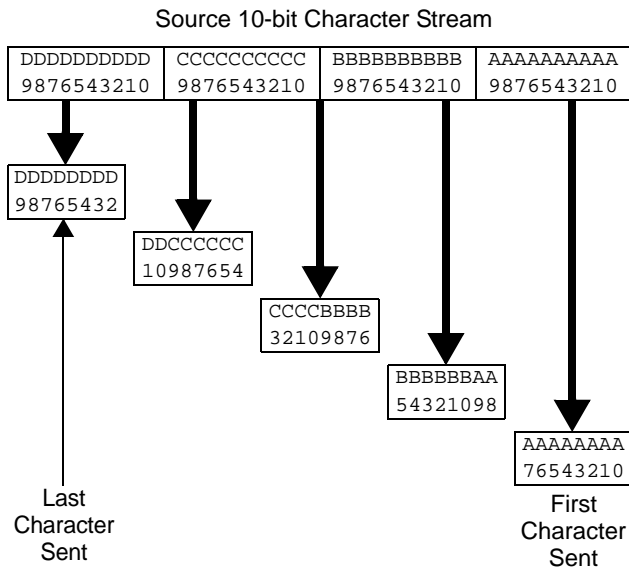 Source 10-bit Character Stream
DDDDDDDDDD CCCCCCCCCC BBBBBBBBBB AAAAAAAAAA
9876543210 9876543210 9876543210 9876543210
DDDDDDDD
98765432
DDCCCCCC
10987654
CCCCBBBB
32109876
BBBBBBAA
54321098
AAAAAAAA
76543210
Last
Character
Sent
First
Character
Sent